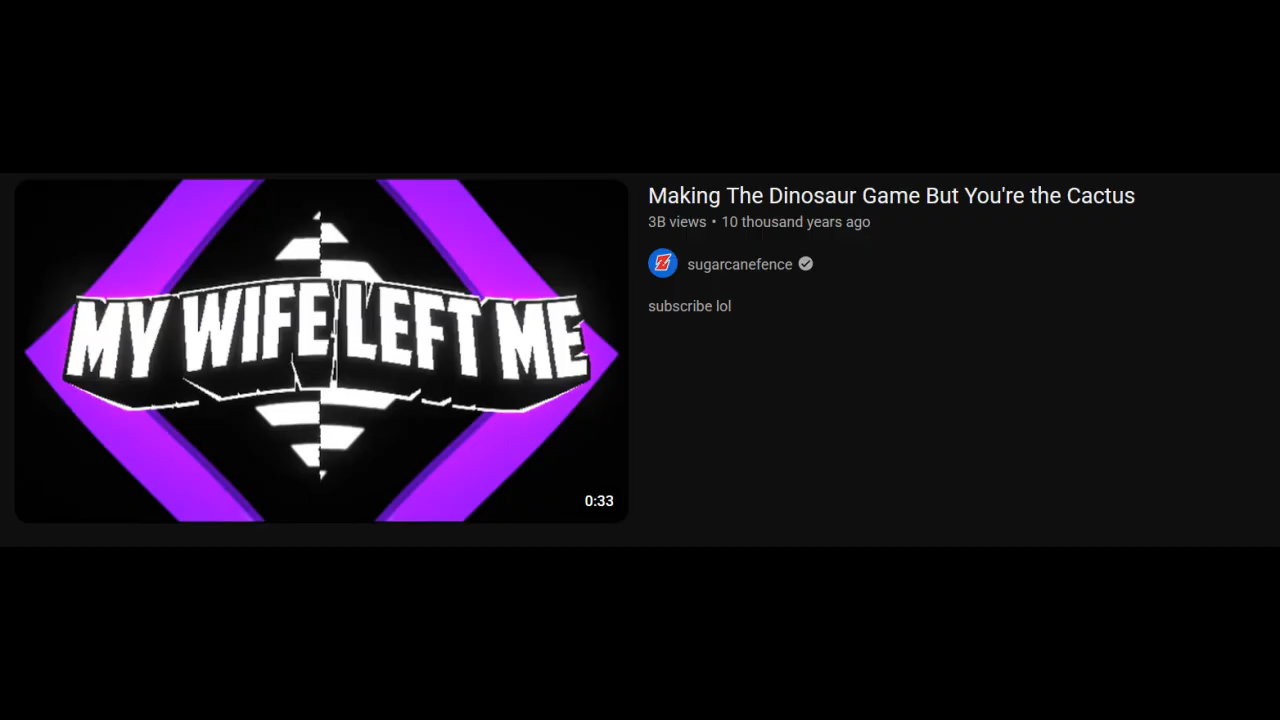 MY WIFE LEFT ME
0:33
Making The Dinosaur Game But You're the Cactus
3B views • 10 thousand years ago
sugarcanefence
subscribe lol